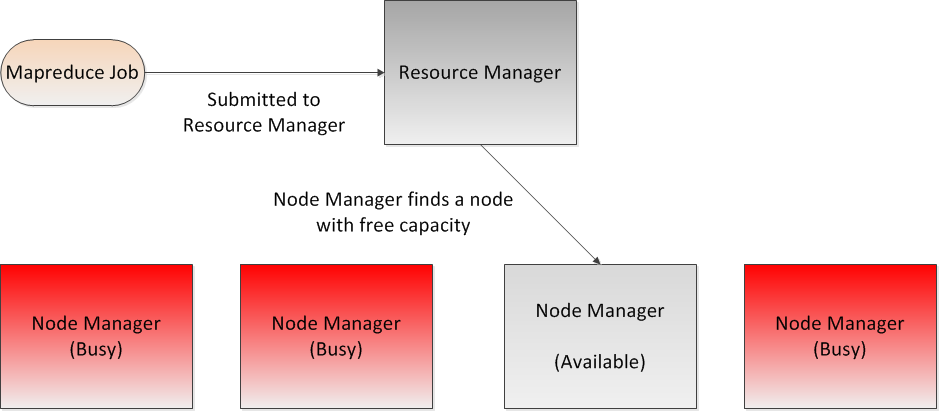 Mapreduce Job
Resource Manager
Submitted to
Resource Manager
Node Manager finds a node
with free capacity
Node Manager
(Busy)
Node Manager
(Busy)
Node Manager
(Available)
Node Manager
(Busy)